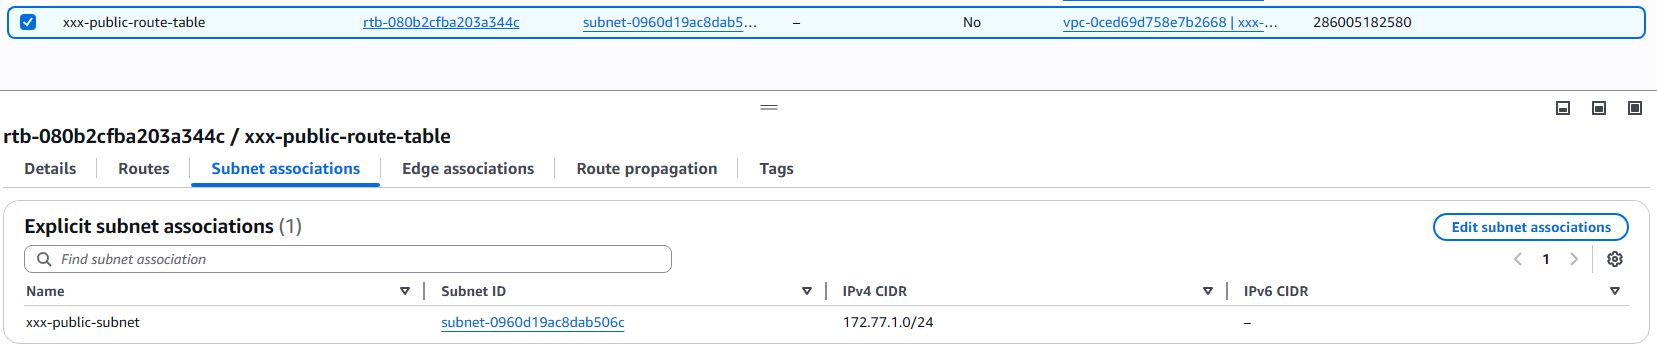 xxx-public-route-table rtb-080b2cfba203a344c subnet-0960d19ac8dab5... – No vpc-0ced69d758e7b2668 | xxx-... 286005182580
rtb-080b2cfba203a344c / xxx-public-route-table
Details Routes Subnet associations Edge associations Route propagation Tags
Explicit subnet associations (1) Edit subnet associations
Find subnet association 1
Name Subnet ID IPv4 CIDR IPv6 CIDR
xxx-public-subnet subnet-0960d19ac8dab506c 172.77.1.0/24 –